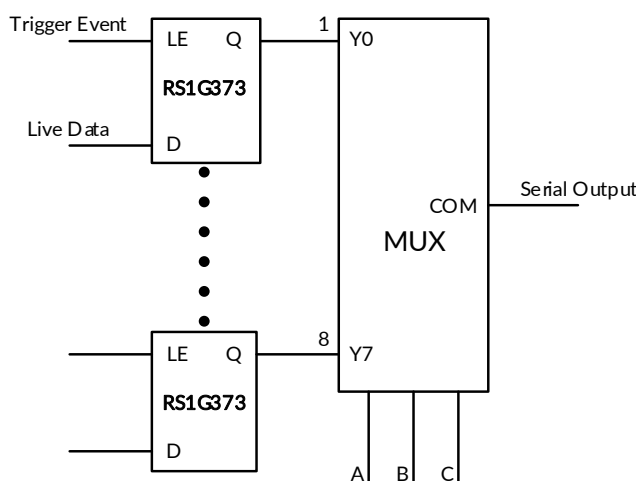 Trigger Event
LE Q
1
Y0
RS1G373
Live Data
D
COM
Serial Output
MUX
LE Q
8
Y7
RS1G373
D
A B C